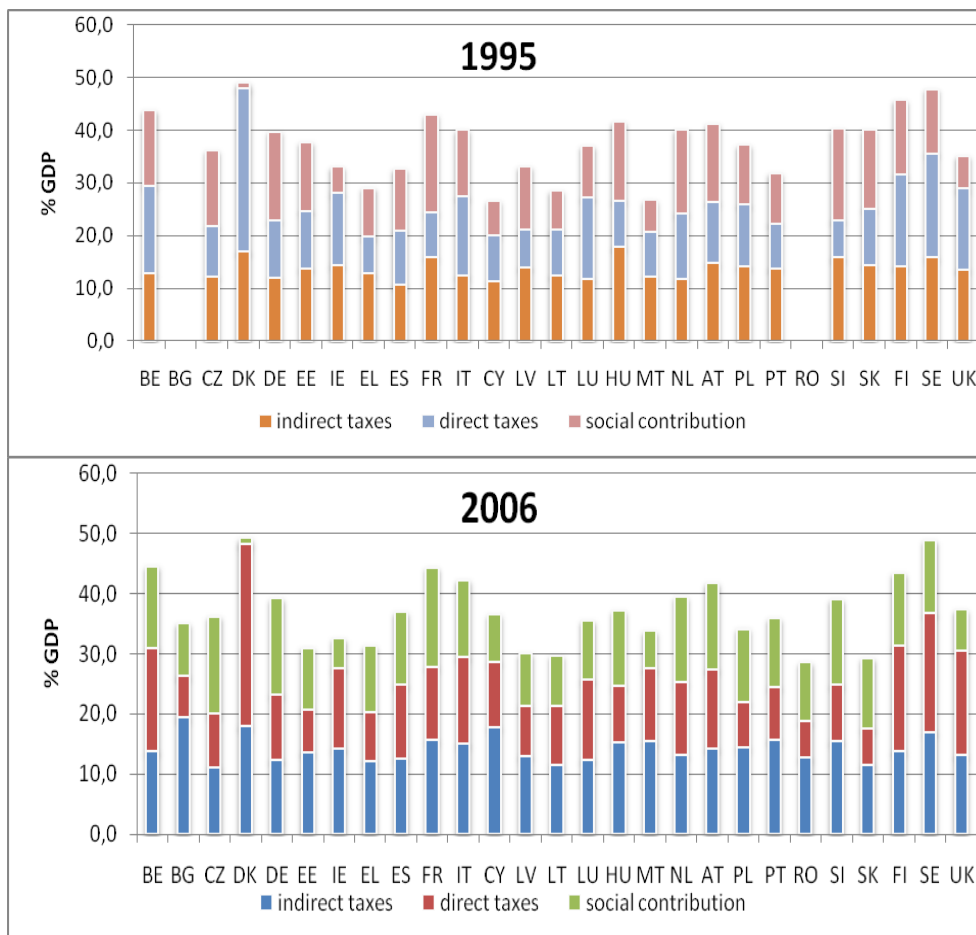 1995
% GDP
60,0
50,0
40,0
30,0
20,0
10,0
0,0
BE BG CZ DK DE EE IE EL ES FR IT CY LV LT LU HU MT NL AT PL PT RO SI SK FI SE UK
indirect taxes direct taxes social contribution
2006
% GDP
60,0
50,0
40,0
30,0
20,0
10,0
0,0
BE BG CZ DK DE EE IE EL ES FR IT CY LV LT LU HU MT NL AT PL PT RO SI SK FI SE UK
indirect taxes direct taxes social contribution